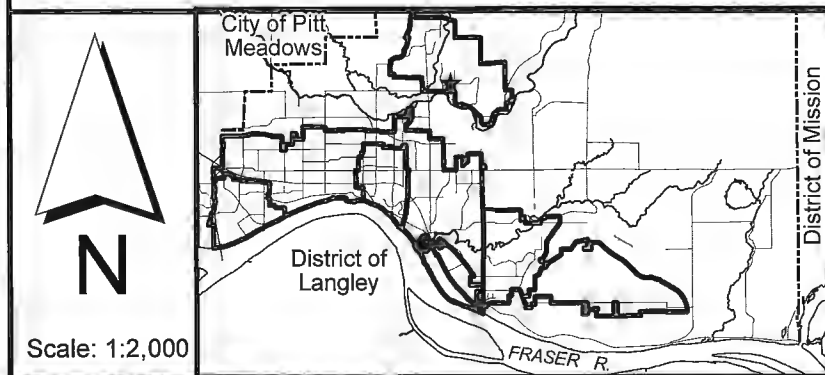 N
Scale: 1:2,000
City of Pitt
Meadows
District of
Langley
FRASER R.
District of Mission